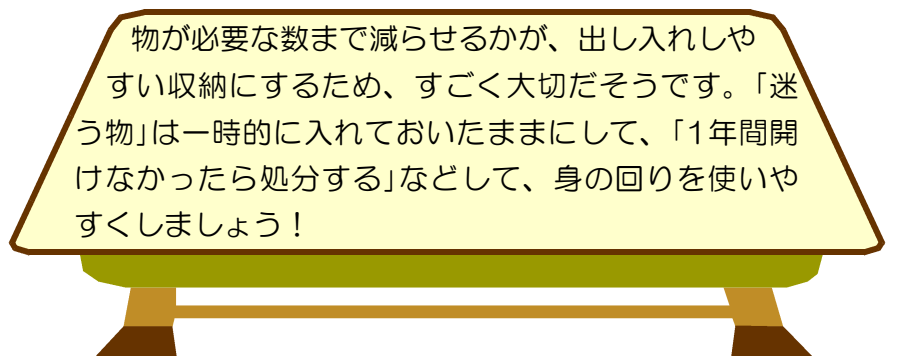 物が必要な数まで減らせるかが、出し入れしや
すい収納にするため、すごく大切だそうです。「迷
う物」は一時的に入れておいたままにして、「1年間開
けなかったら処分する」などして、身の回りを使いや
すくしましょう！